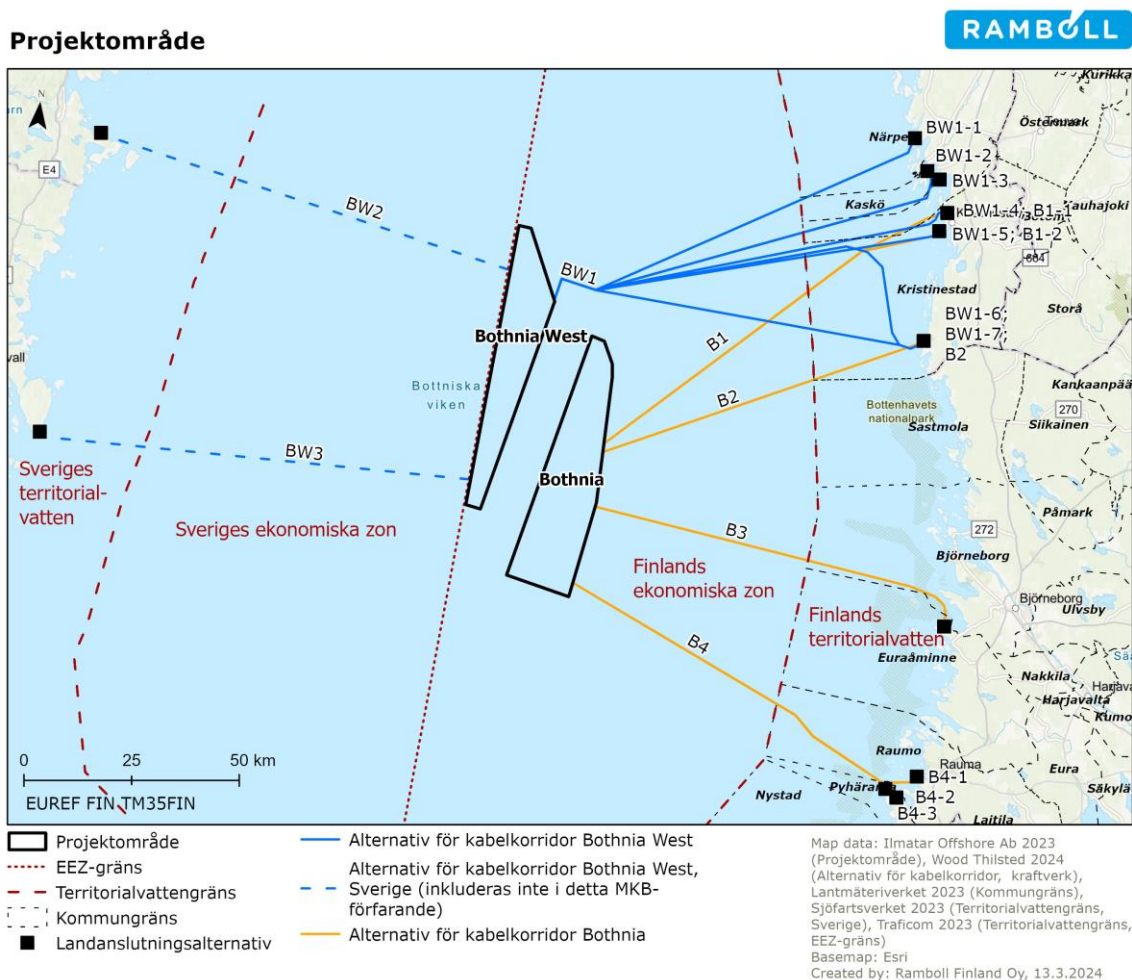 Projektområde
RAMBOLL
N
E4
BW2
BW3
BW1
Bothnia West
Bothnia
Bottniska
viken
B1
B2
B3
B4
Sveriges
territorial-
vatten
Sveriges ekonomiska zon
Finlands
ekonomiska zon
Finlands
territorialvatten
Kurikka
Östermark
Närpe
BW1-1
BW1-2
BW1-3
Kaskö
BW1-4; B1-1
BW1-5; B1-2
Kauhajoki
664
Kristinestad
Storå
BW1-6;
BW1-7;
B2
Kankaanpää
Bottenhavets
nationalpark
270
Sastmola
Siikainen
Påmark
272
Björneborg
Björneborg
Ulvsby
Euraåminne
Nakkila
Harjavalta
Kumo
Raumo
Rauma
Eura
Säkylä
B4-1
B4-2
B4-3
Nystad
Laitila
vall
0 25 50 km
EUREF FIN TM35FIN
Projektområde
EEZ-gräns
Territorialvattengräns
Kommungräns
Landanslutningsalternativ
Alternativ för kabelkorridor Bothnia West
Alternativ för kabelkorridor Bothnia West,
Sverige (inkluderas inte i detta MKB-
förfarande)
Alternativ för kabelkorridor Bothnia
Map data: Ilmatar Offshore Ab 2023
(Projektområde), Wood Thilsted 2024
(Alternativ för kabelkorridor, kraftverk),
Lantmäteriverket 2023 (Kommungräns),
Sjöfartsverket 2023 (Territorialvattengräns,
Sverige), Traficom 2023 (Territorialvattengräns,
EEZ-gräns)
Basemap: Esri
Created by: Ramboll Finland Oy, 13.3.2024